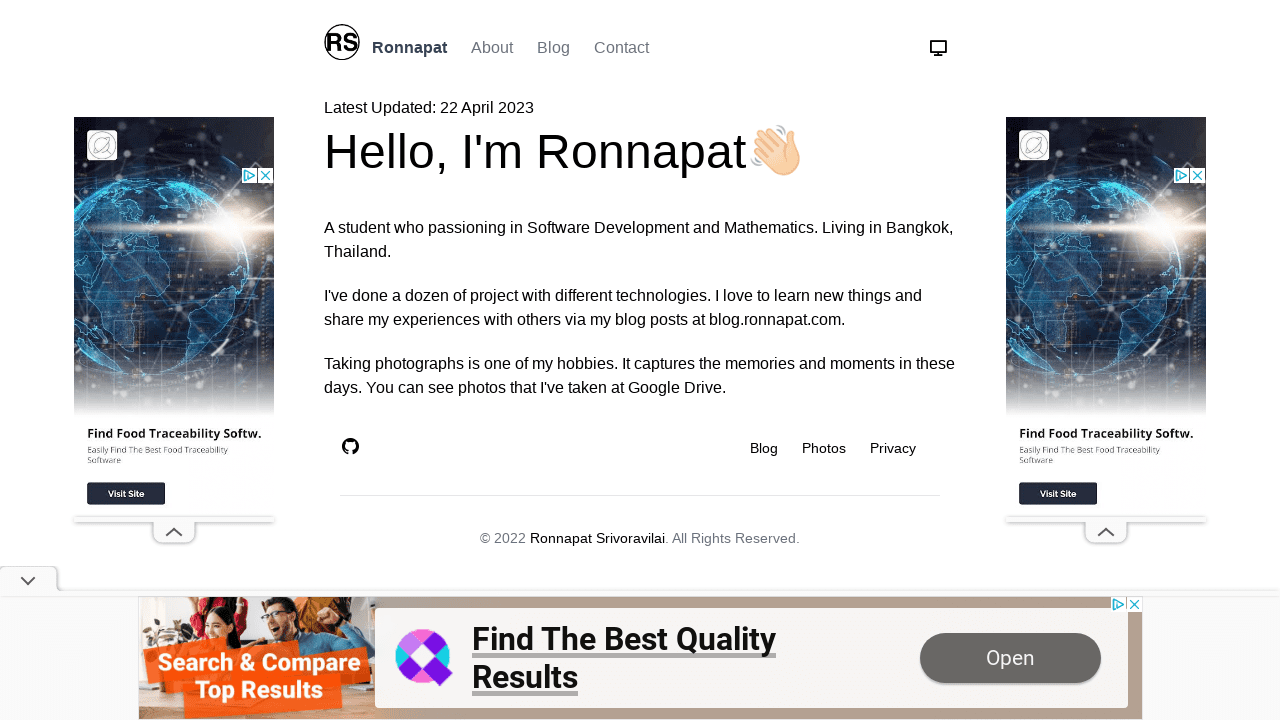 RS Ronnapat About Blog Contact
Latest Updated: 22 April 2023
Hello, I'm Ronnapat👋🏻
A student who passioning in Software Development and Mathematics. Living in Bangkok,
Thailand.
I've done a dozen of project with different technologies. I love to learn new things and
share my experiences with others via my blog posts at blog.ronnapat.com.
Taking photographs is one of my hobbies. It captures the memories and moments in these
days. You can see photos that I've taken at Google Drive.
Blog Photos Privacy
© 2022 Ronnapat Srivoravilai. All Rights Reserved.
Find Food Traceability Softw.
Easily Find The Best Food Traceability
Software
Visit Site
Find Food Traceability Softw.
Easily Find The Best Food Traceability
Software
Visit Site
Search & Compare
Top Results
Find The Best Quality
Results
Open